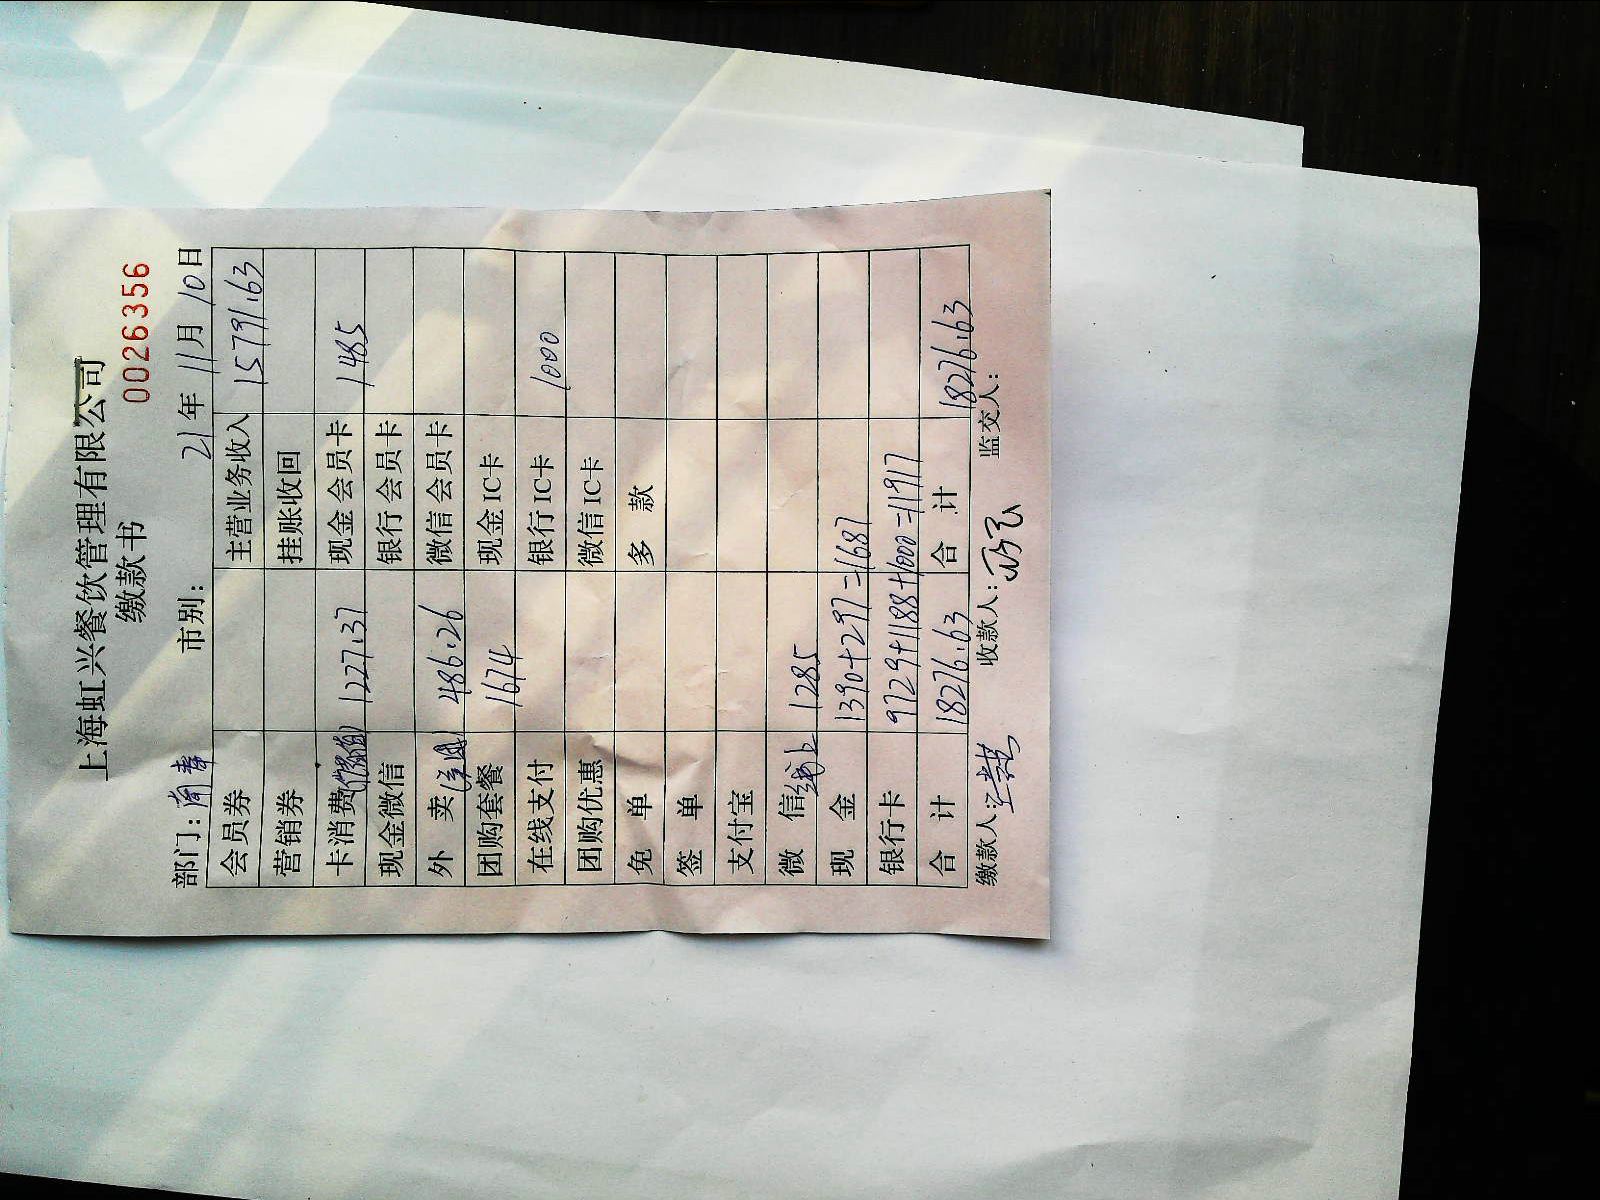 上海虹兴餐饮管理有限公司
缴款书
0026356
部门: 南奉 市别: 21年 11月 10日
会员券 主营业务收入 15791.63
营销券 挂账收回
卡消费 1227.37 现金会员卡 1485
现金微信 银行会员卡
外卖 486.26 微信会员卡
团购套餐 1674 现金IC卡
在线支付 银行IC卡 1000
团购优惠 微信IC卡
免单 多款
签单
支付宝
微信 线上 1285
现金 1390+297=1687
银行卡 9729+1188+1000=11917
合计 18276.63 合计 18276.63
缴款人: 收款人: 监交人: